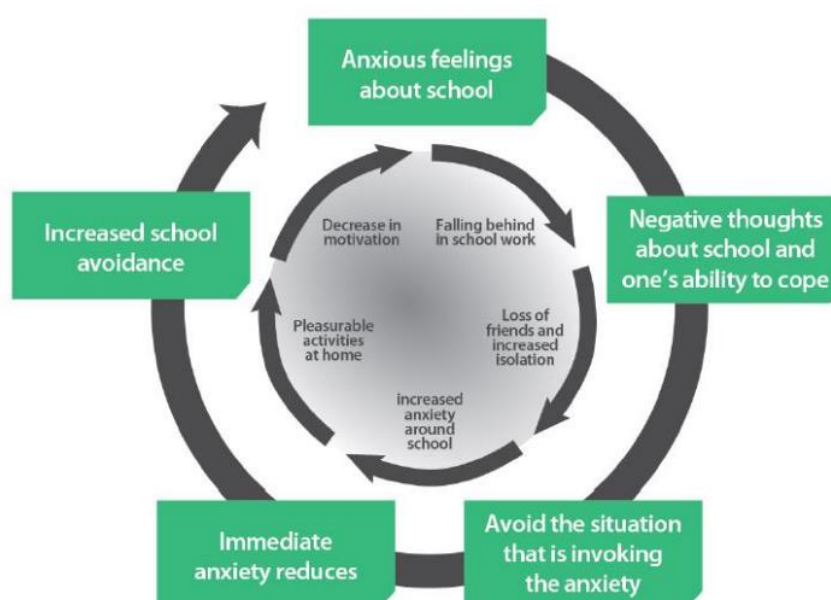 Anxious feelings
about school
Negative thoughts
about school and
one's ability to cope
Avoid the situation
that is invoking
the anxiety
Immediate
anxiety reduces
Increased school
avoidance
Falling behind
in school work
Loss of
friends and
increased
isolation
increased
anxiety
around
school
Pleasurable
activities
at home
Decrease in
motivation